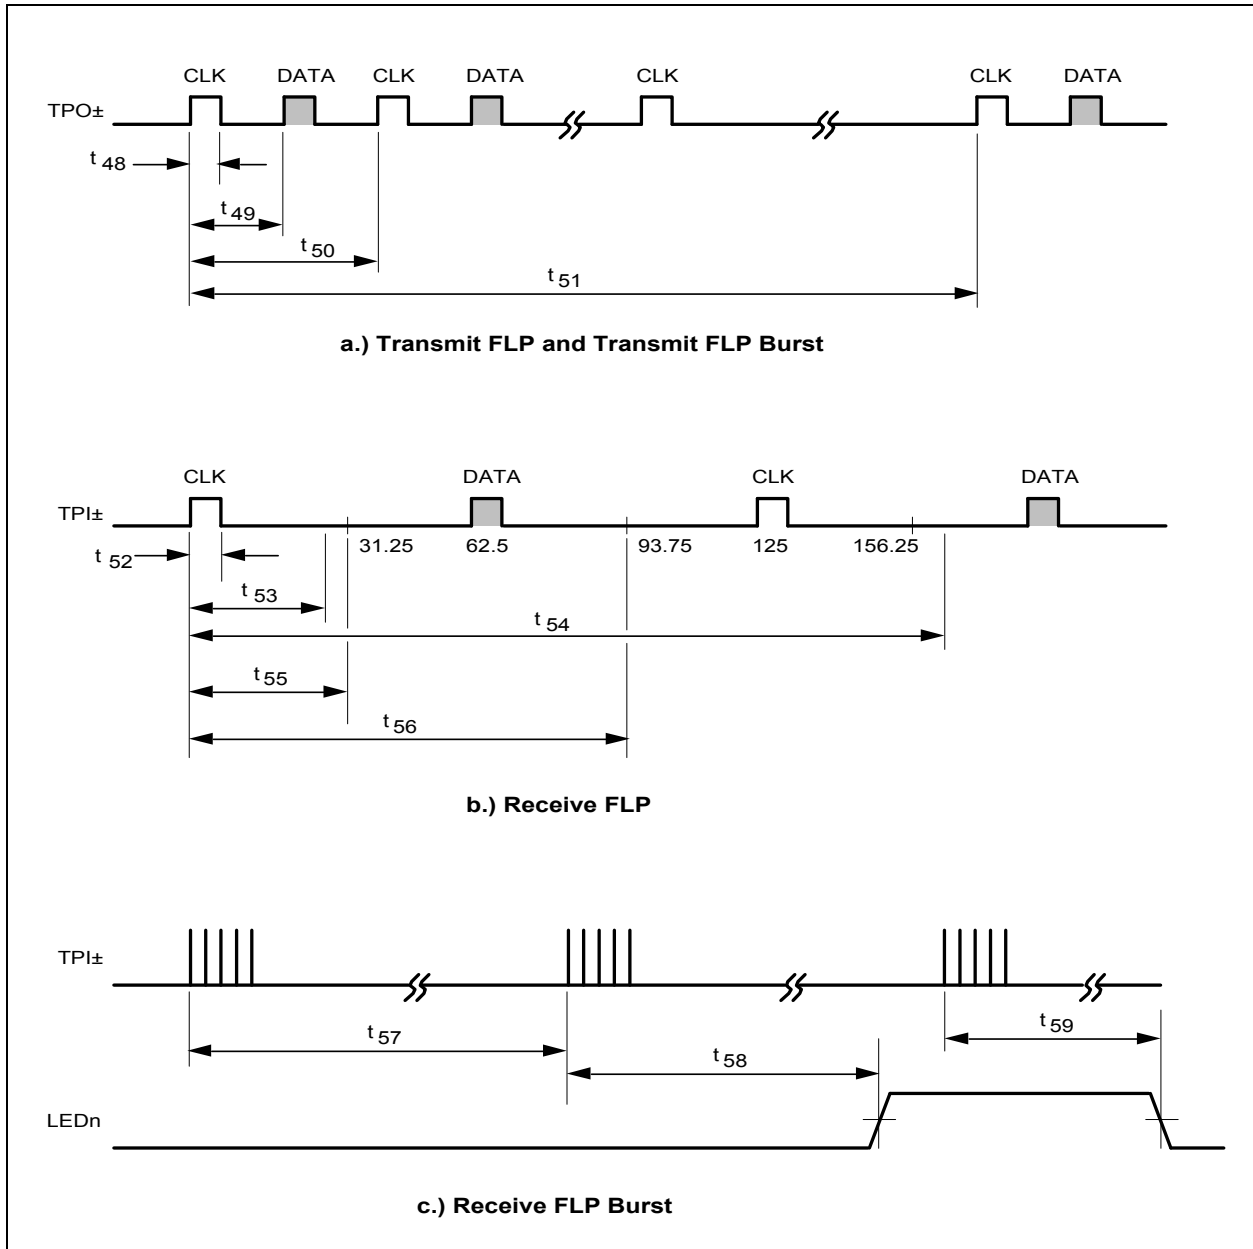 CLK DATA CLK DATA CLK CLK DATA
TPO±
t 48
t 49
t 50
t 51
a.) Transmit FLP and Transmit FLP Burst
CLK DATA CLK DATA
TPI±
31.25 62.5 93.75 125 156.25
t 52
t 53
t 54
t 55
t 56
b.) Receive FLP
TPI±
t 57
t 59
t 58
LEDn
c.) Receive FLP Burst